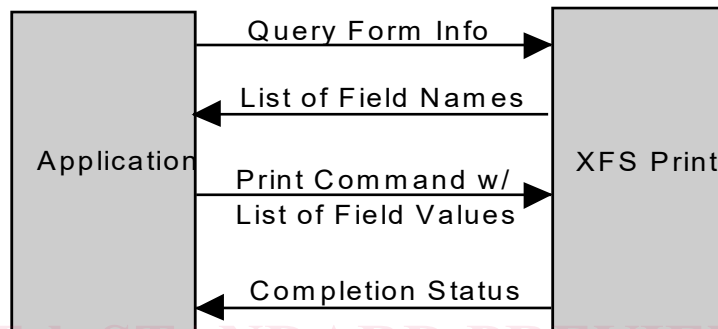 Query Form Info
List of Field Names
Application
XFS Print
Print Command w/
List of Field Values
Completion Status